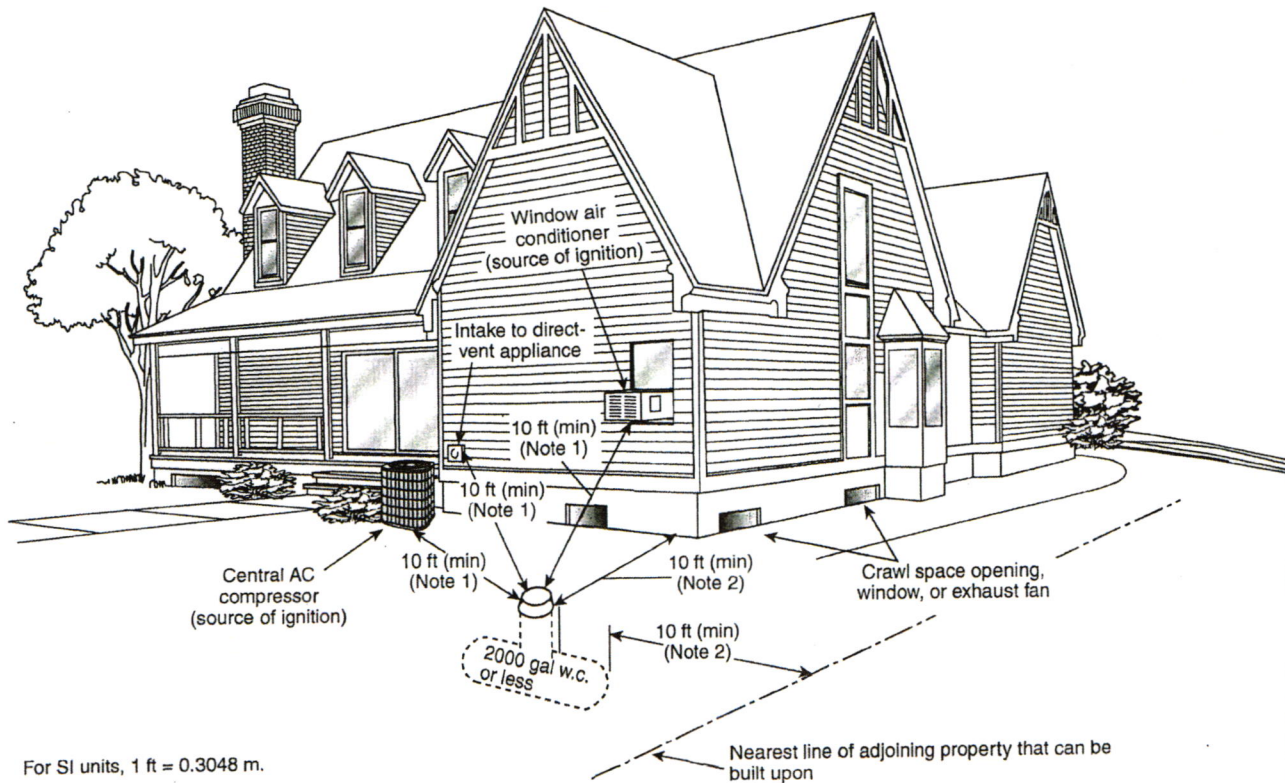 Window air
conditioner
(source of ignition)
Intake to direct-
vent appliance
10 ft (min)
(Note 1)
10 ft (min)
(Note 1)
10 ft (min)
(Note 1)
10 ft (min)
(Note 2)
Central AC
compressor
(source of ignition)
Crawl space opening,
window, or exhaust fan
10 ft (min)
(Note 2)
2000 gal w.c.
or less
For SI units, 1 ft = 0.3048 m.
Nearest line of adjoining property that can be
built upon